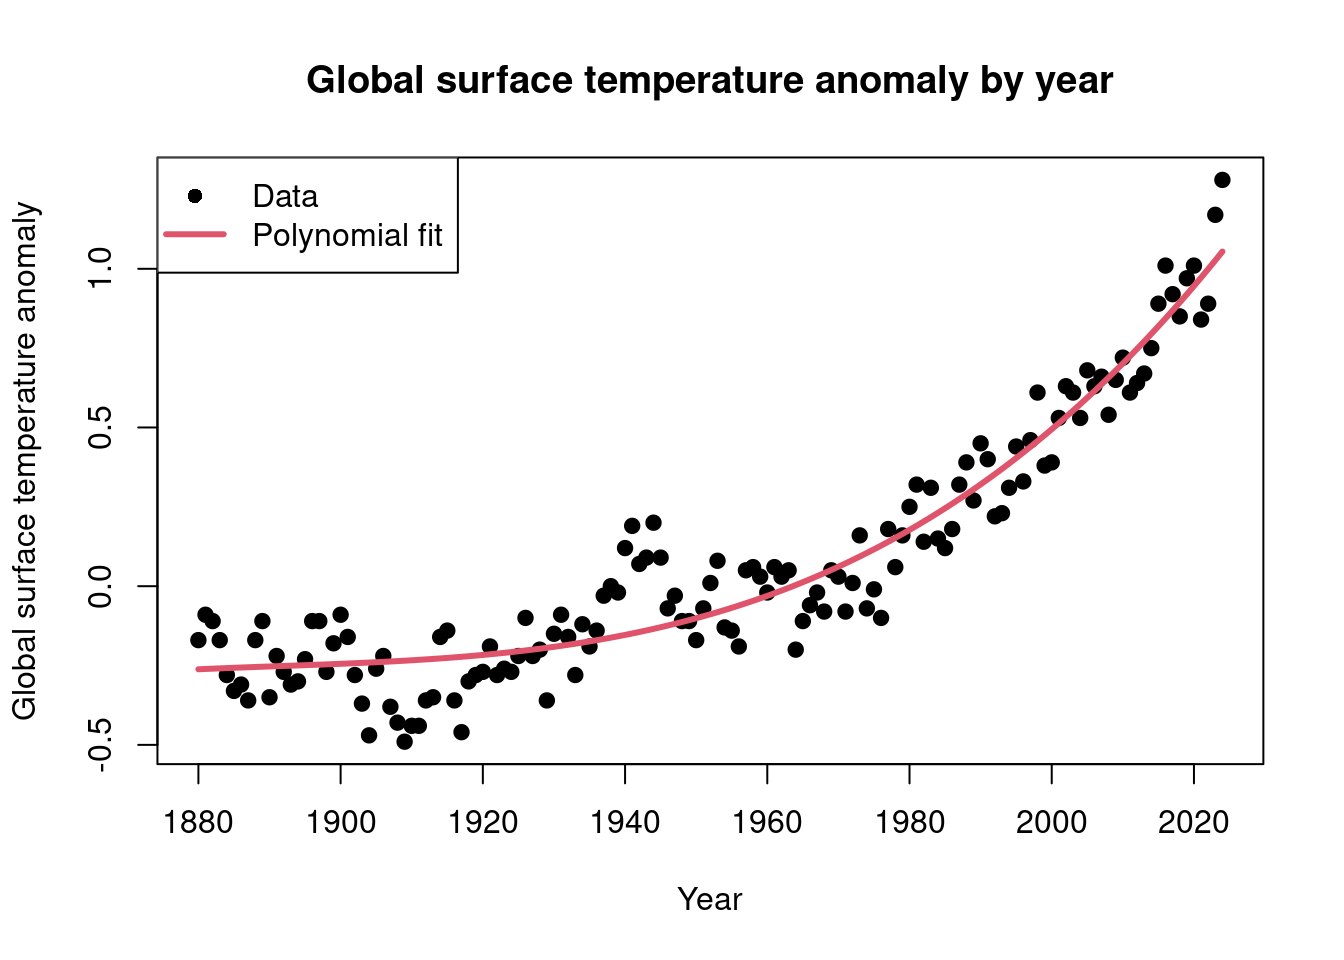 Global surface temperature anomaly by year
Data
Polynomial fit
Global surface temperature anomaly
1.0
0.5
0.0
-0.5
1880 1900 1920 1940 1960 1980 2000 2020
Year